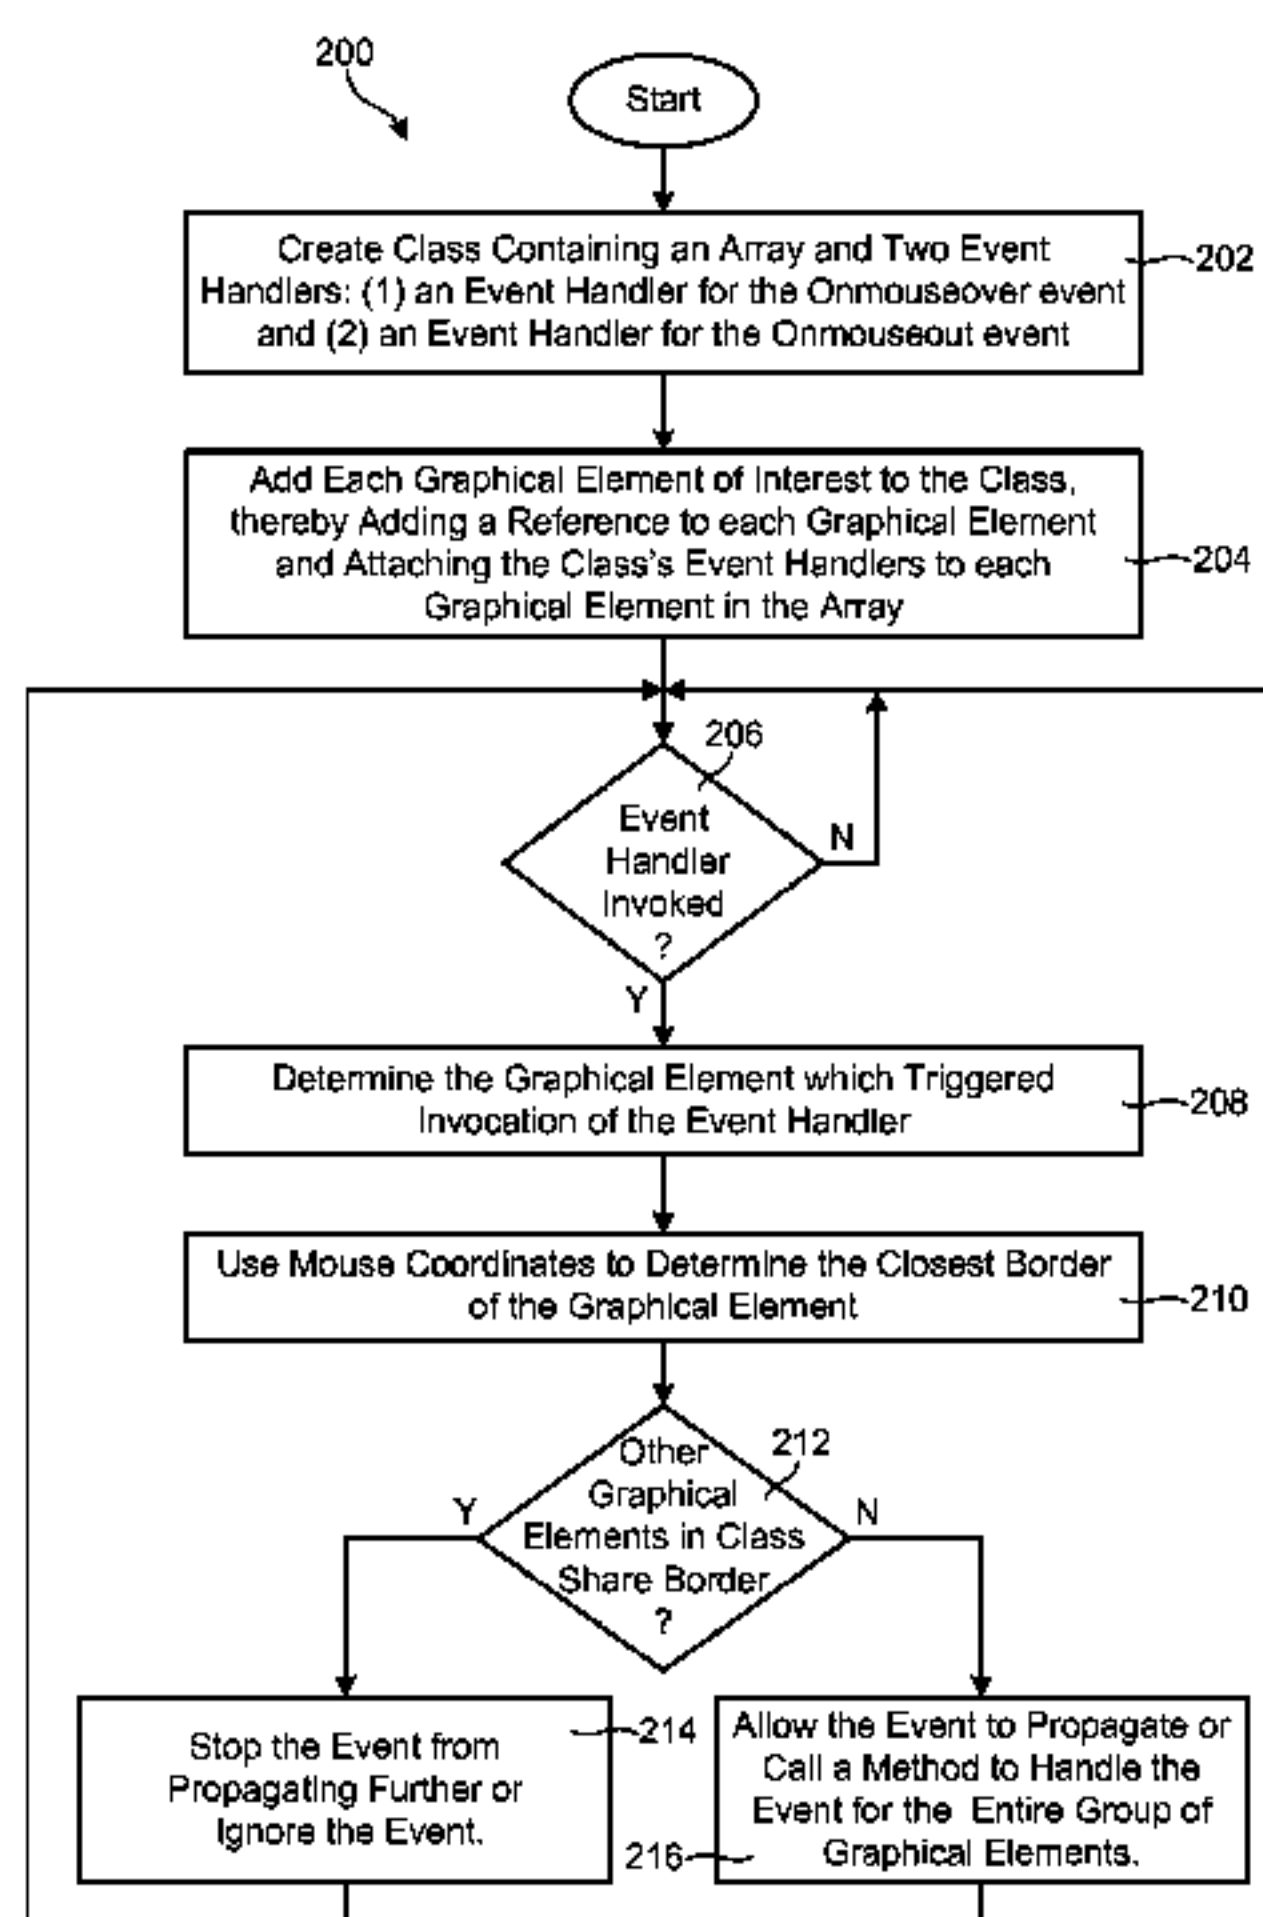 200
Start
Create Class Containing an Array and Two Event
Handlers: (1) an Event Handler for the Onmouseover event
and (2) an Event Handler for the Onmouseout event
202
Add Each Graphical Element of Interest to the Class,
thereby Adding a Reference to each Graphical Element
and Attaching the Class's Event Handlers to each
Graphical Element in the Array
204
206
Event
Handler
Invoked
?
N
Y
Determine the Graphical Element which Triggered
Invocation of the Event Handler
208
Use Mouse Coordinates to Determine the Closest Border
of the Graphical Element
210
212
Other
Graphical
Elements in Class
Share Border
?
Y
N
Stop the Event from
Propagating Further or
Ignore the Event.
214
Allow the Event to Propagate or
Call a Method to Handle the
Event for the Entire Group of
Graphical Elements.
216